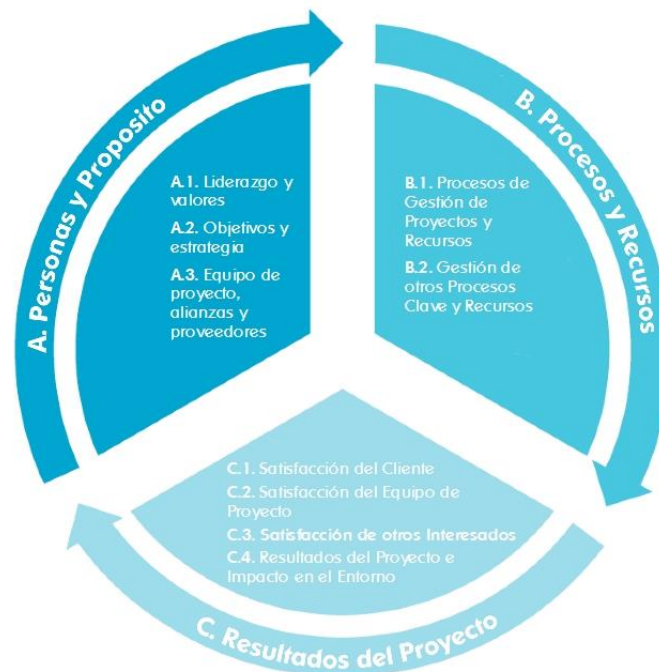 A. Personas y Proposito
A.1. Liderazgo y
valores
A.2. Objetivos y
estrategia
A.3. Equipo de
proyecto,
alianzas y
proveedores
B. Procesos y Recursos
B.1. Procesos de
Gestión de
Proyectos y
Recursos
B.2. Gestión de
otros Procesos
Clave y Recursos
C.1. Satisfacción del Cliente
C.2. Satisfacción del Equipo de
Proyecto
C.3. Satisfacción de otros Interesados
C.4. Resultados del Proyecto e
Impacto en el Entorno
C. Resultados del Proyecto